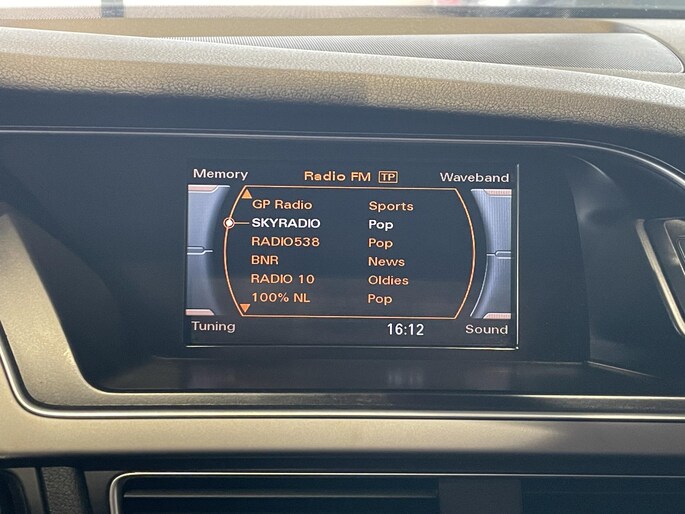 Memory Radio FM TP Waveband
GP Radio Sports
SKYRADIO Pop
RADIO538 Pop
BNR News
RADIO 10 Oldies
100% NL Pop
Tuning 16:12 Sound